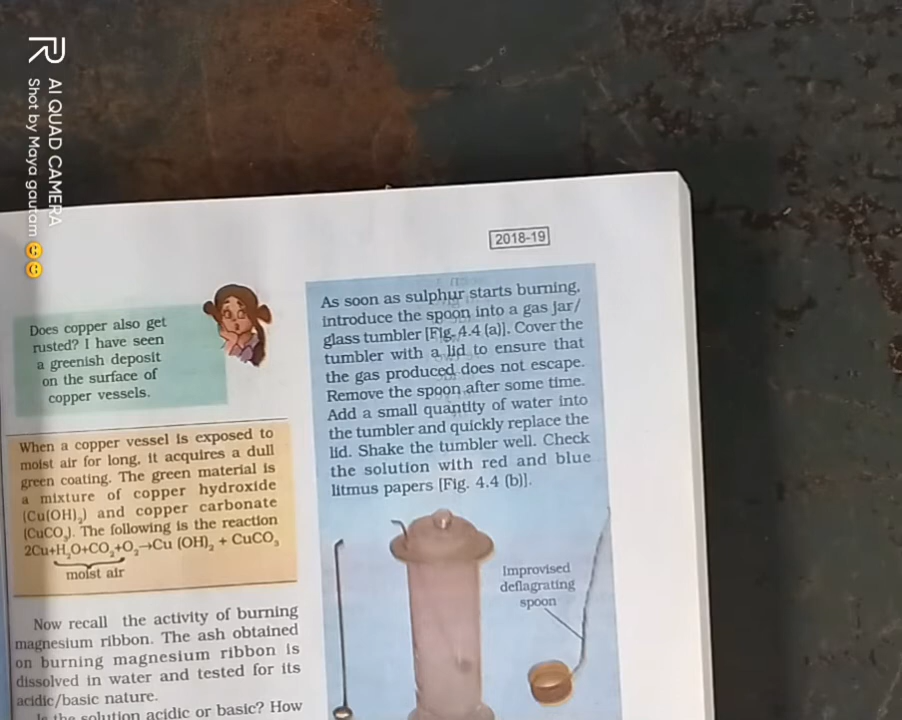 AI QUAD CAMERA
Shot by Maya gautam
2018-19
Does copper also get
rusted? I have seen
a greenish deposit
on the surface of
copper vessels.
When a copper vessel is exposed to
moist air for long, it acquires a dull
green coating. The green material is
a mixture of copper hydroxide
(Cu(OH)₂) and copper carbonate
(CuCO₃). The following is the reaction
2Cu+H₂O+CO₂+O₂→Cu (OH)₂ + CuCO₃
moist air
Now recall the activity of burning
magnesium ribbon. The ash obtained
on burning magnesium ribbon is
dissolved in water and tested for its
acidic/basic nature.
Is the solution acidic or basic? How
As soon as sulphur starts burning,
introduce the spoon into a gas jar/
glass tumbler [Fig. 4.4 (a)]. Cover the
tumbler with a lid to ensure that
the gas produced does not escape.
Remove the spoon after some time.
Add a small quantity of water into
the tumbler and quickly replace the
lid. Shake the tumbler well. Check
the solution with red and blue
litmus papers [Fig. 4.4 (b)].
Improvised
deflagrating
spoon